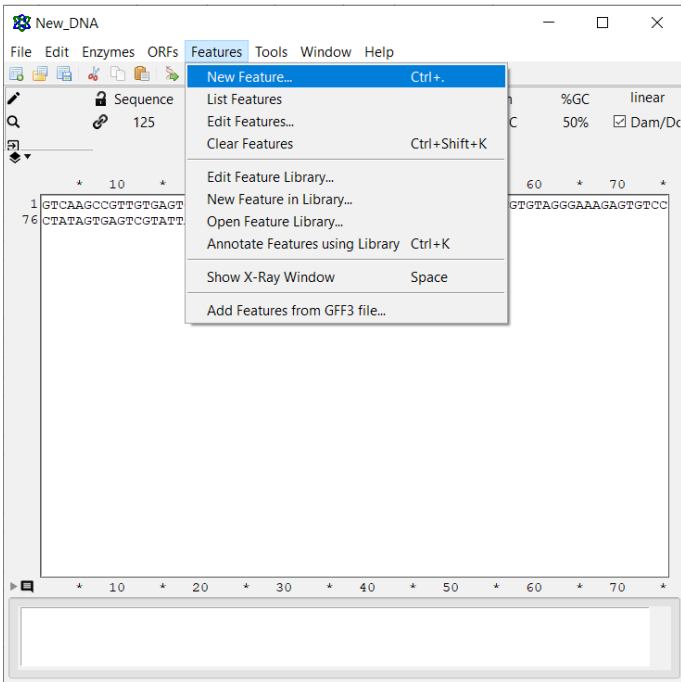 New_DNA
File Edit Enzymes ORFs Features Tools Window Help
New Feature... Ctrl+.
Sequence List Features %GC linear
125 Edit Features... 50% Dam/Dc
Clear Features Ctrl+Shift+K
Edit Feature Library...
* 10 * New Feature in Library... 60 * 70 *
1 GTCAAGCCGTTGTGAGT GTGTAGGGAAAGAGTGTCC
76 CTATAGTGAGTCGTATT Open Feature Library...
Annotate Features using Library Ctrl+K
Show X-Ray Window Space
Add Features from GFF3 file...
* 10 * 20 * 30 * 40 * 50 * 60 * 70 *